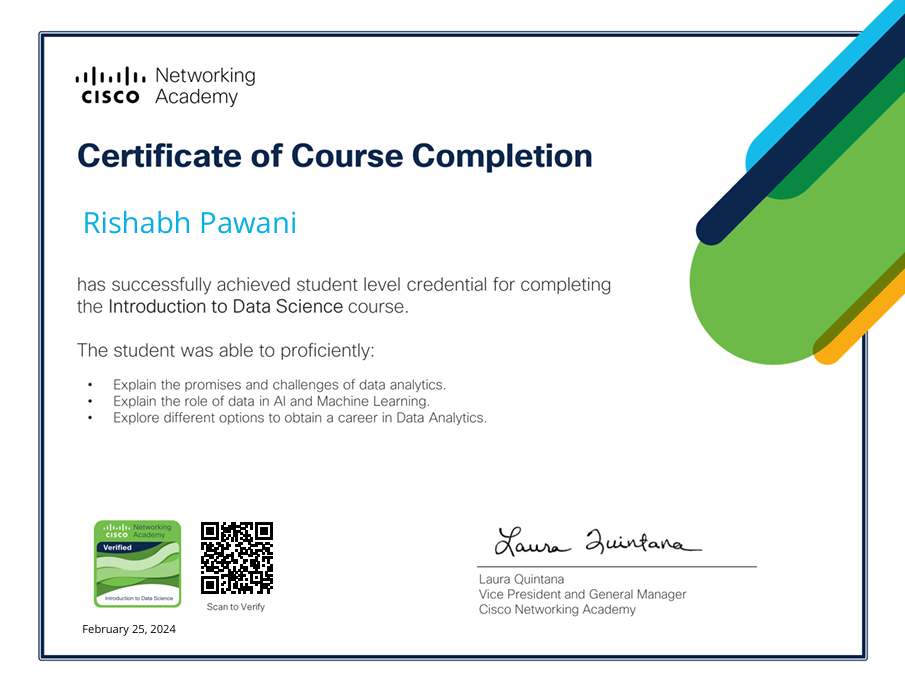 Networking
CISCO Academy
Certificate of Course Completion
Rishabh Pawani
has successfully achieved student level credential for completing
the Introduction to Data Science course.
The student was able to proficiently:
• Explain the promises and challenges of data analytics.
• Explain the role of data in AI and Machine Learning.
• Explore different options to obtain a career in Data Analytics.
Networking
CISCO Academy
Verified
Introduction to Data Science
Scan to Verify
February 25, 2024
Laura Quintana
Laura Quintana
Vice President and General Manager
Cisco Networking Academy